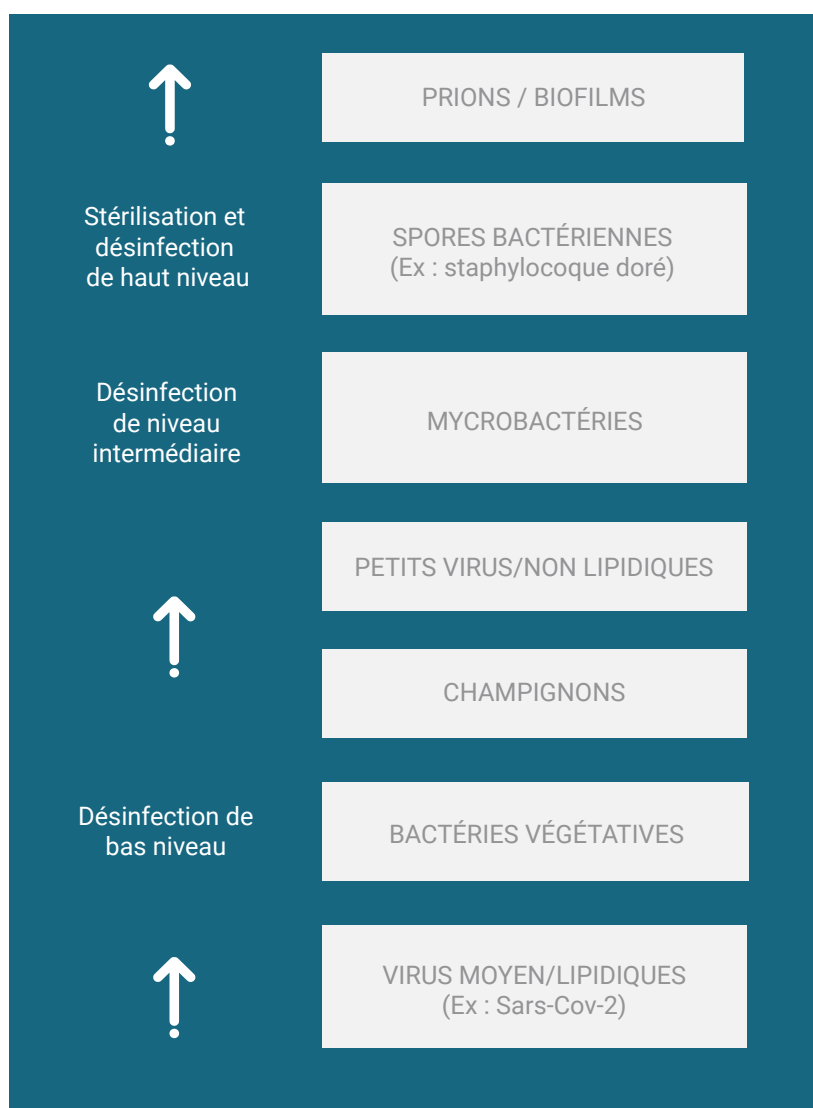 PRIONS / BIOFILMS
Stérilisation et
désinfection
de haut niveau
SPORES BACTÉRIENNES
(Ex : staphylocoque doré)
Désinfection
de niveau
intermédiaire
MYCROBACTÉRIES
PETITS VIRUS/NON LIPIDIQUES
CHAMPIGNONS
Désinfection de
bas niveau
BACTÉRIES VÉGÉTATIVES
VIRUS MOYEN/LIPIDIQUES
(Ex : Sars-Cov-2)